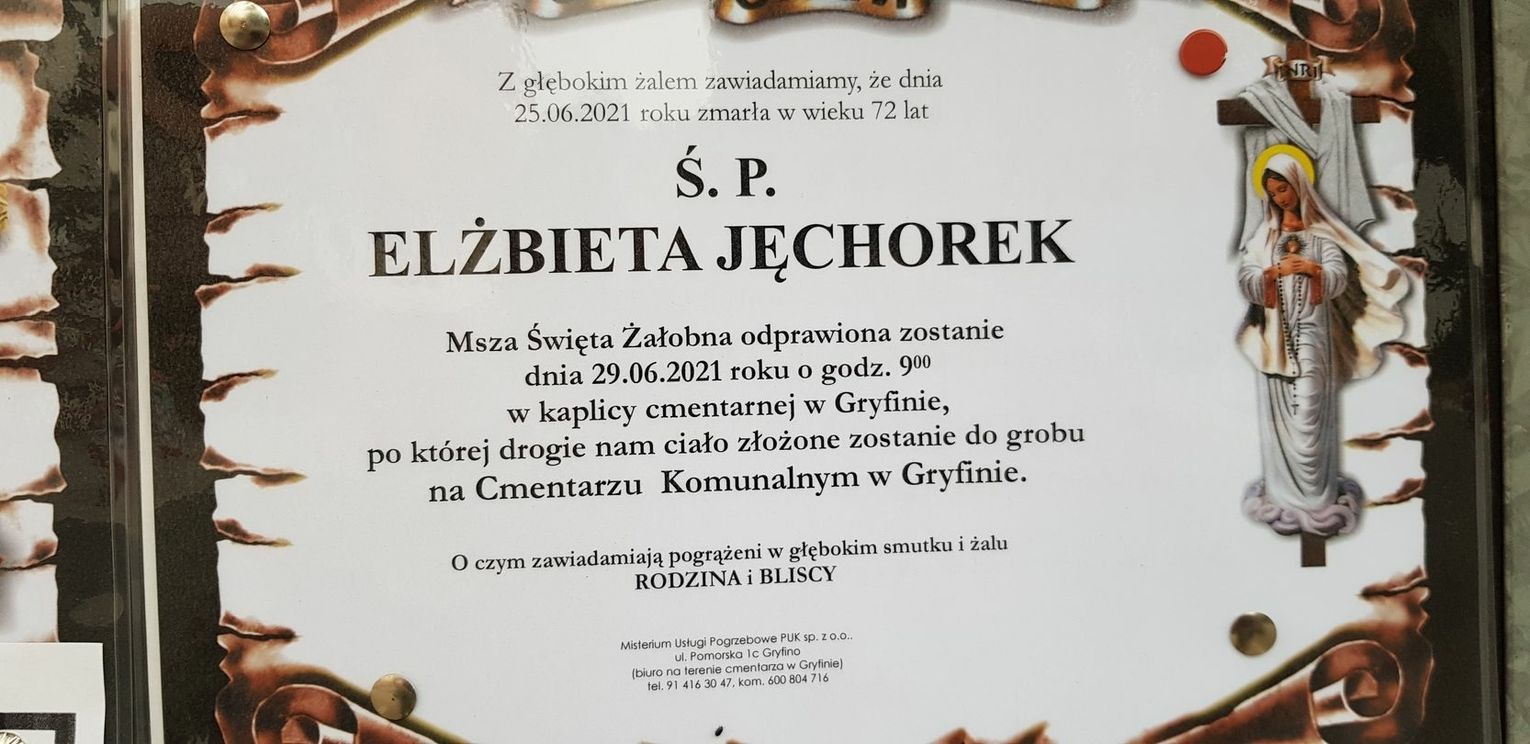 INRI
Z głębokim żalem zawiadamiamy, że dnia
25.06.2021 roku zmarła w wieku 72 lat
Ś. P.
ELŻBIETA JĘCHOREK
Msza Święta Żałobna odprawiona zostanie
dnia 29.06.2021 roku o godz. 9⁰⁰
w kaplicy cmentarnej w Gryfinie,
po której drogie nam ciało złożone zostanie do grobu
na Cmentarzu Komunalnym w Gryfinie.
O czym zawiadamiają pogrążeni w głębokim smutku i żalu
RODZINA i BLISCY
Misterium Usługi Pogrzebowe PUK sp. z o.o..
ul. Pomorska 1c Gryfino
(biuro na terenie cmentarza w Gryfinie)
tel. 91 416 30 47, kom. 600 804 716